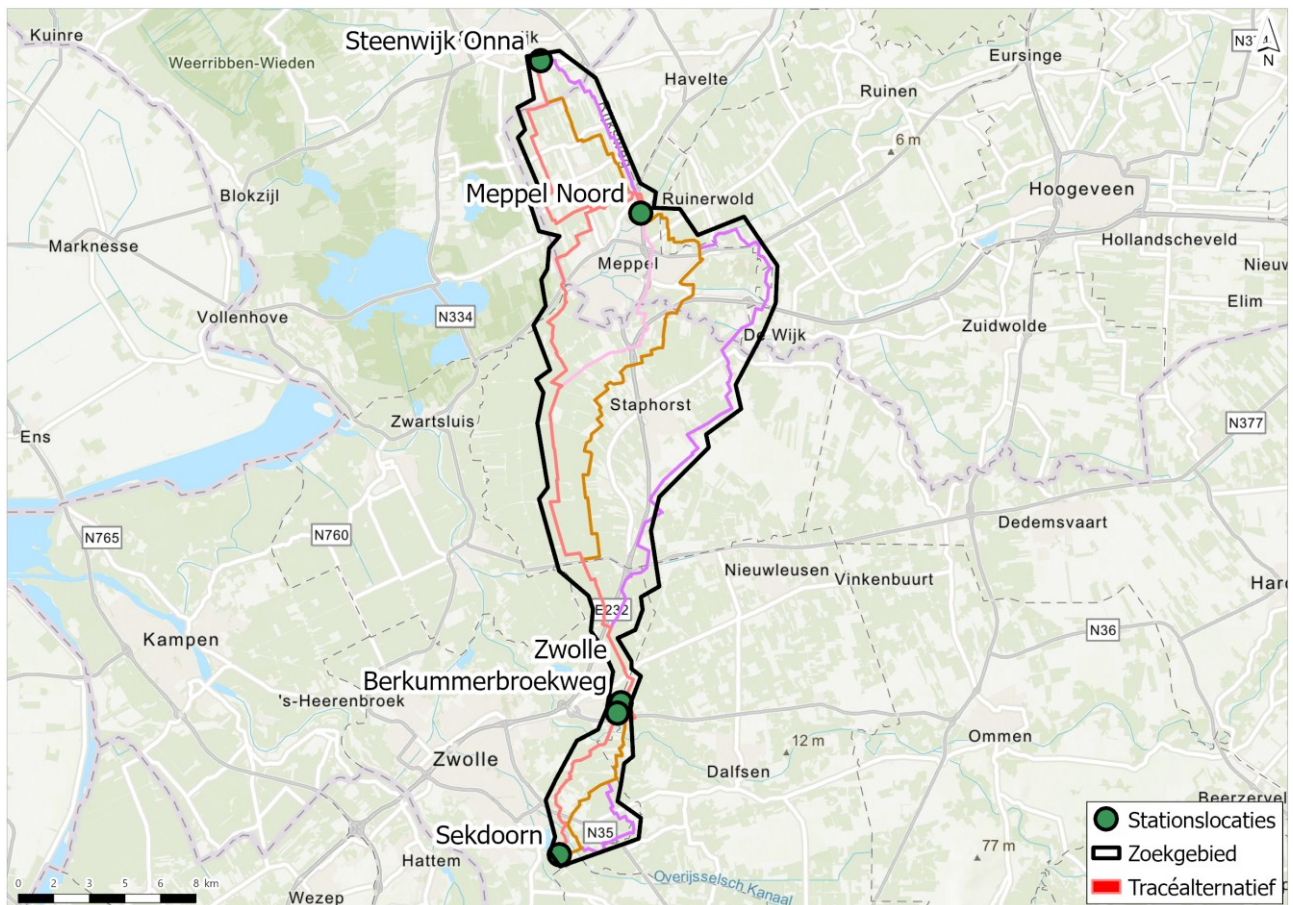 Kuinre
Steenwijk Onna
Eursinge
N
Weerribben-Wieden
Havelte
Ruinen
6 m
Blokzijl
Meppel Noord
Ruinerwold
Hoogeveen
Marknesse
Hollandscheveld
Meppel
Vollenhove
N334
Elim
De Wijk
Zuidwolde
Staphorst
Zwartsluis
N377
Ens
Dedemsvaart
N765
N760
Nieuwleusen
Vinkenbuurt
E232
N36
Kampen
Zwolle
Berkummerbroekweg
's-Heerenbroek
Ommen
12 m
Zwolle
Dalfsen
Sekdoorn
N35
Hattem
77 m
Overijsselsch Kanaal
Wezep
0 2 3 5 6 8 km
Stationslocaties
Zoekgebied
Tracéalternatief